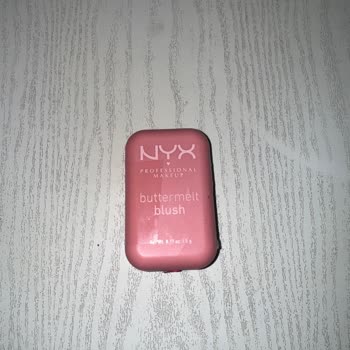 NYX
PROFESSIONAL
MAKEUP
buttermelt
blush